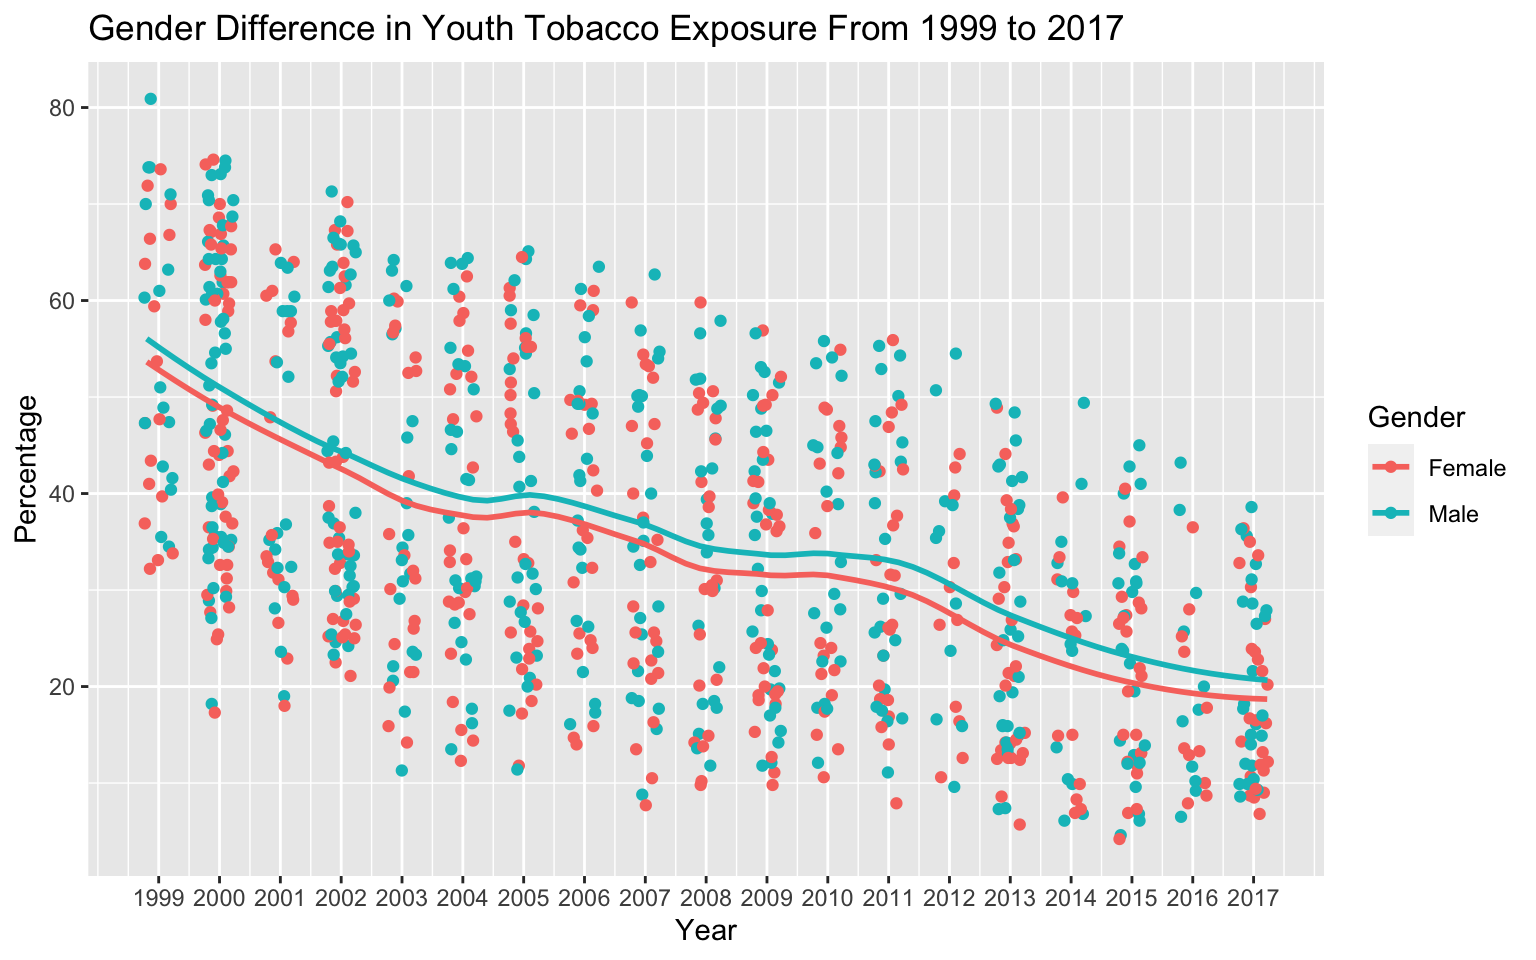 Gender Difference in Youth Tobacco Exposure From 1999 to 2017
Percentage
80
60
40
20
1999 2000 2001 2002 2003 2004 2005 2006 2007 2008 2009 2010 2011 2012 2013 2014 2015 2016 2017
Year
Gender
Female
Male